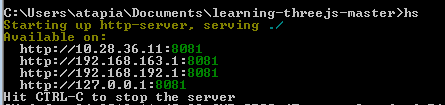 C:\Users\atapia\Documents\learning-threejs-master>hs
Starting up http-server, serving ./
Available on:
http://10.28.36.11:8081
http://192.168.163.1:8081
http://192.168.192.1:8081
http://127.0.0.1:8081
Hit CTRL-C to stop the server